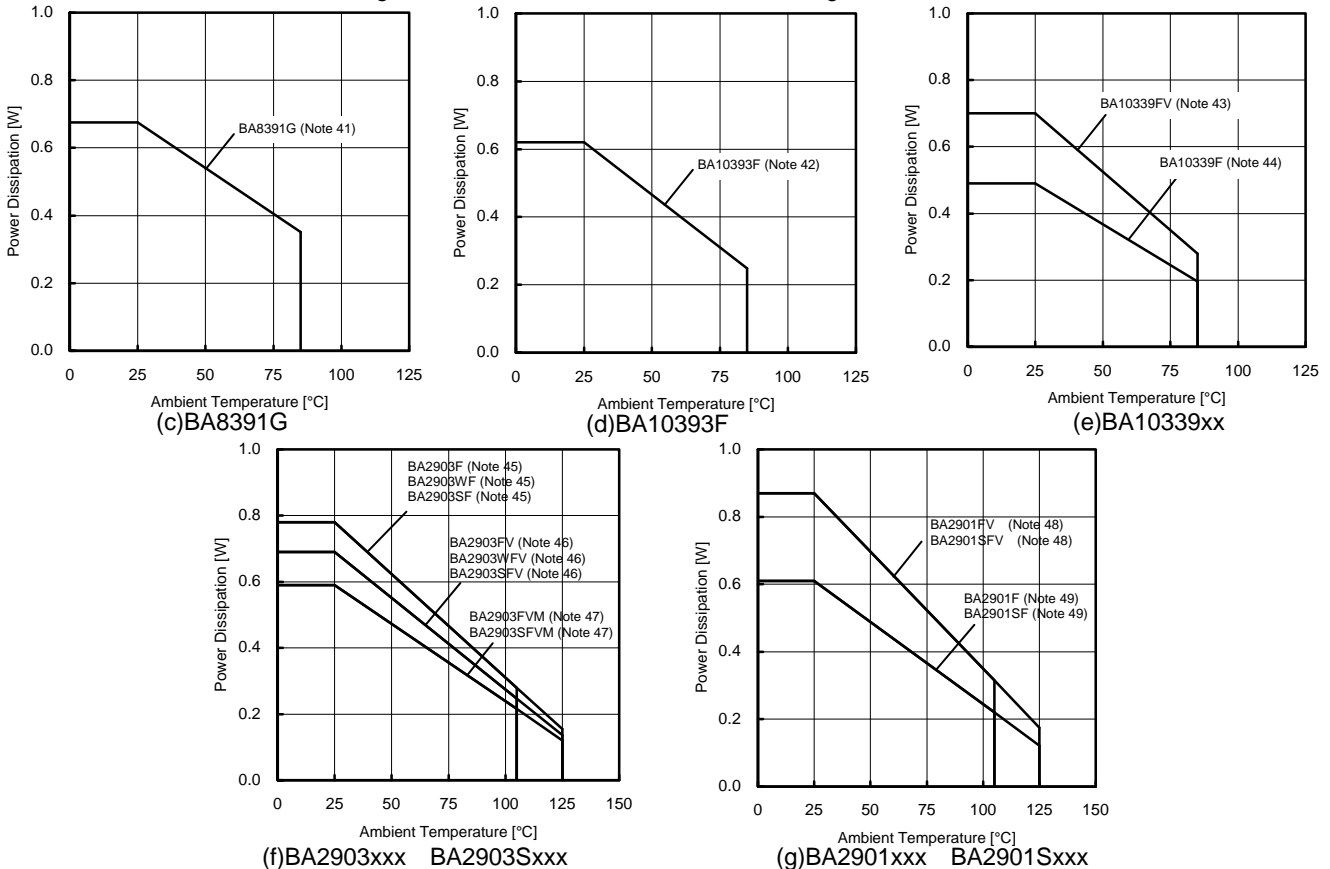 1.0
0.8
0.6
0.4
0.2
0.0
0 25 50 75 100 125
Power Dissipation [W]
BA8391G (Note 41)
Ambient Temperature [°C]
(c)BA8391G
1.0
0.8
0.6
0.4
0.2
0.0
0 25 50 75 100 125
Power Dissipation [W]
BA10393F (Note 42)
Ambient Temperature [°C]
(d)BA10393F
1.0
0.8
0.6
0.4
0.2
0.0
0 25 50 75 100 125
Power Dissipation [W]
BA10339FV (Note 43)
BA10339F (Note 44)
Ambient Temperature [°C]
(e)BA10339xx
1.0
0.8
0.6
0.4
0.2
0.0
0 25 50 75 100 125 150
Power Dissipation [W]
BA2903F (Note 45)
BA2903WF (Note 45)
BA2903SF (Note 45)
BA2903FV (Note 46)
BA2903WFV (Note 46)
BA2903SFV (Note 46)
BA2903FVM (Note 47)
BA2903SFVM (Note 47)
Ambient Temperature [°C]
(f)BA2903xxx BA2903Sxxx
1.0
0.8
0.6
0.4
0.2
0.0
0 25 50 75 100 125 150
Power Dissipation [W]
BA2901FV (Note 48)
BA2901SFV (Note 48)
BA2901F (Note 49)
BA2901SF (Note 49)
Ambient Temperature [°C]
(g)BA2901xxx BA2901Sxxx